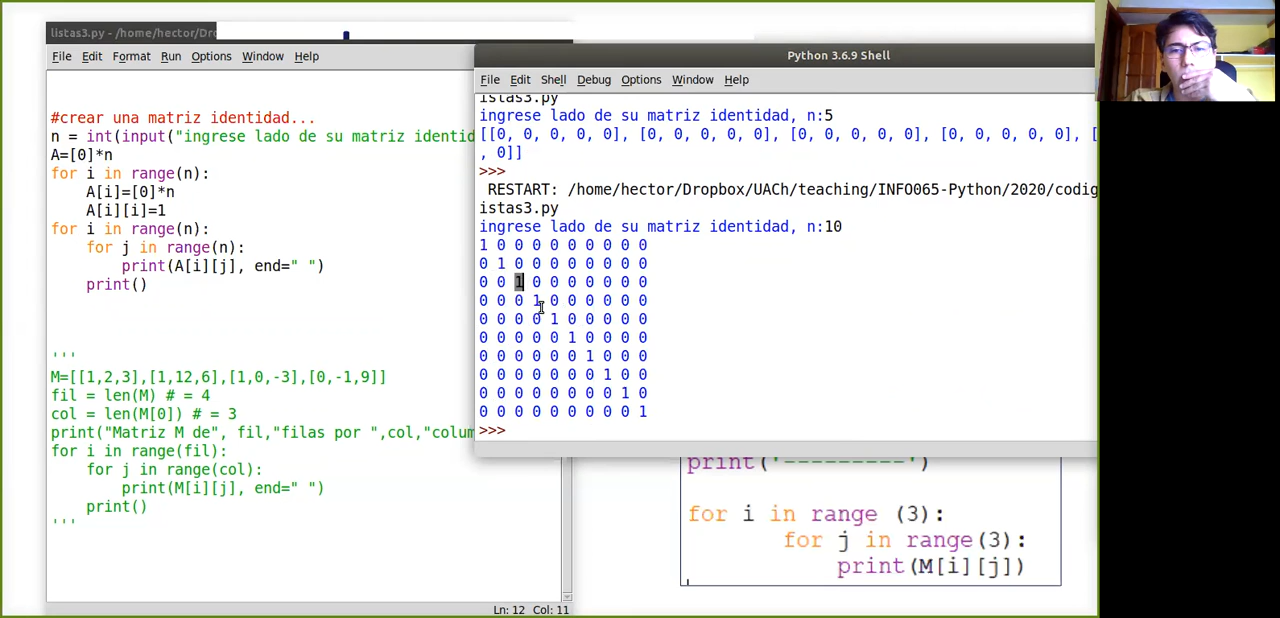 listas3.py - /home/hector/Dro
File Edit Format Run Options Window Help
#crear una matriz identidad...
n = int(input("ingrese lado de su matriz identid
A=[0]*n
for i in range(n):
    A[i]=[0]*n
    A[i][i]=1
for i in range(n):
    for j in range(n):
        print(A[i][j], end=" ")
    print()
'''
M=[[1,2,3],[1,12,6],[1,0,-3],[0,-1,9]]
fil = len(M) # = 4
col = len(M[0]) # = 3
print("Matriz M de", fil,"filas por ",col,"colum
for i in range(fil):
    for j in range(col):
        print(M[i][j], end=" ")
    print()
'''
Ln: 12 Col: 11
Python 3.6.9 Shell
File Edit Shell Debug Options Window Help
istas3.py
ingrese lado de su matriz identidad, n:5
[[0, 0, 0, 0, 0], [0, 0, 0, 0, 0], [0, 0, 0, 0, 0], [0, 0, 0, 0, 0], [
, 0]]
>>>
RESTART: /home/hector/Dropbox/UACh/teaching/INFO065-Python/2020/codig
istas3.py
ingrese lado de su matriz identidad, n:10
1 0 0 0 0 0 0 0 0 0
0 1 0 0 0 0 0 0 0 0
0 0 1 0 0 0 0 0 0 0
0 0 0 1 0 0 0 0 0 0
0 0 0 0 1 0 0 0 0 0
0 0 0 0 0 1 0 0 0 0
0 0 0 0 0 0 1 0 0 0
0 0 0 0 0 0 0 1 0 0
0 0 0 0 0 0 0 0 1 0
0 0 0 0 0 0 0 0 0 1
>>>
print('---------')
for i in range (3):
    for j in range(3):
        print(M[i][j])